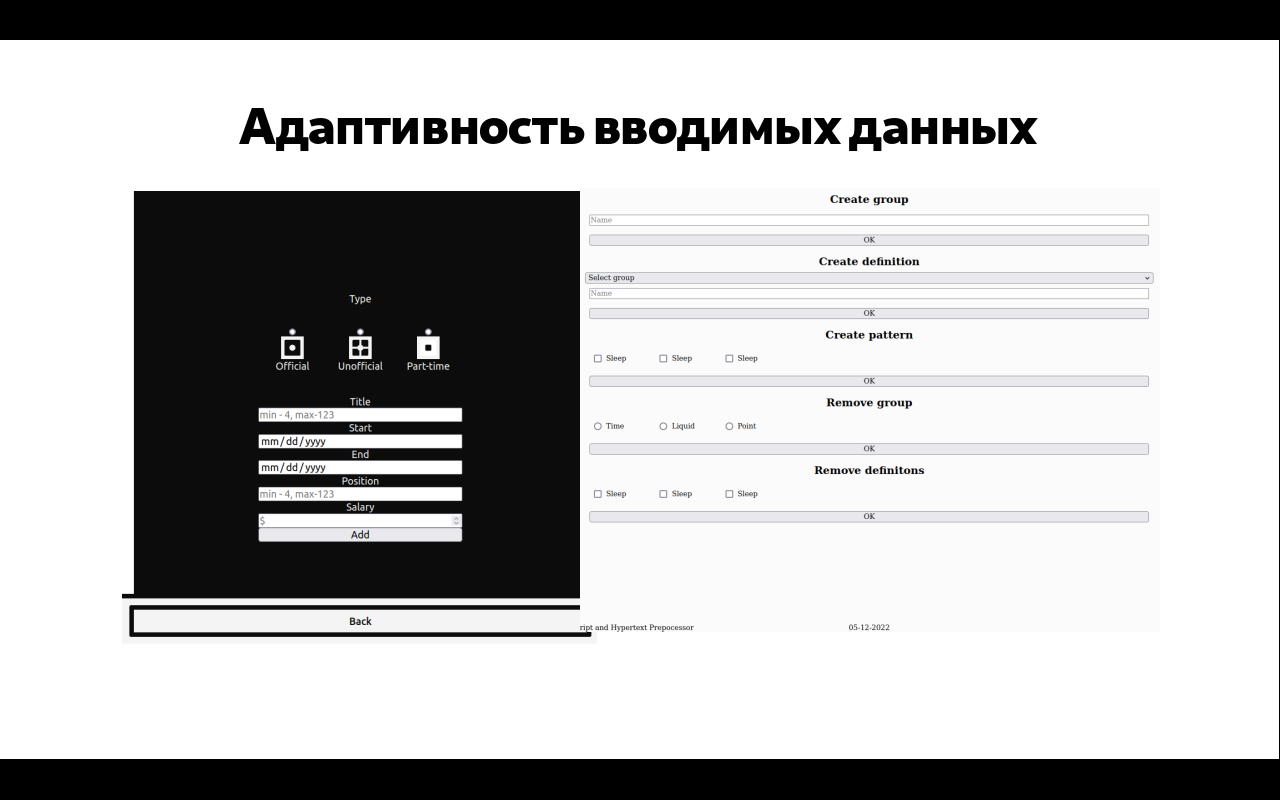 Адаптивность вводимых данных
Type
Official Unofficial Part-time
Title
min - 4, max-123
Start
mm/dd/yyyy
End
mm/dd/yyyy
Position
min - 4, max-123
Salary
$
Add
Back
Create group
Name
OK
Create definition
Select group
Name
OK
Create pattern
Sleep Sleep Sleep
OK
Remove group
Time Liquid Point
OK
Remove definitons
Sleep Sleep Sleep
OK
ript and Hypertext Prepocessor 05-12-2022